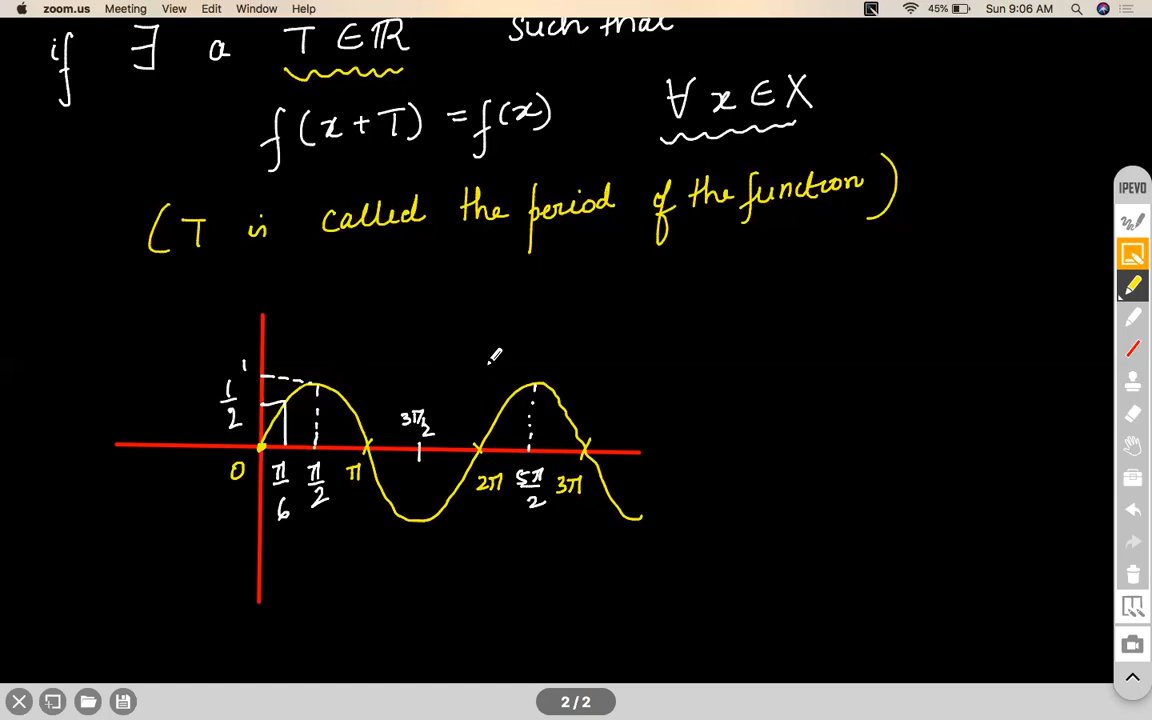 zoom.us Meeting View Edit Window Help 45% Sun 9:06 AM
if ∃ a T ∈ ℝ such that
f(x+T) = f(x) ∀ x ∈ X
(T is called the period of the function)
IPEVO
1
1/2
3π/2
0 π/6 π/2 π 2π 5π/2 3π
2/2